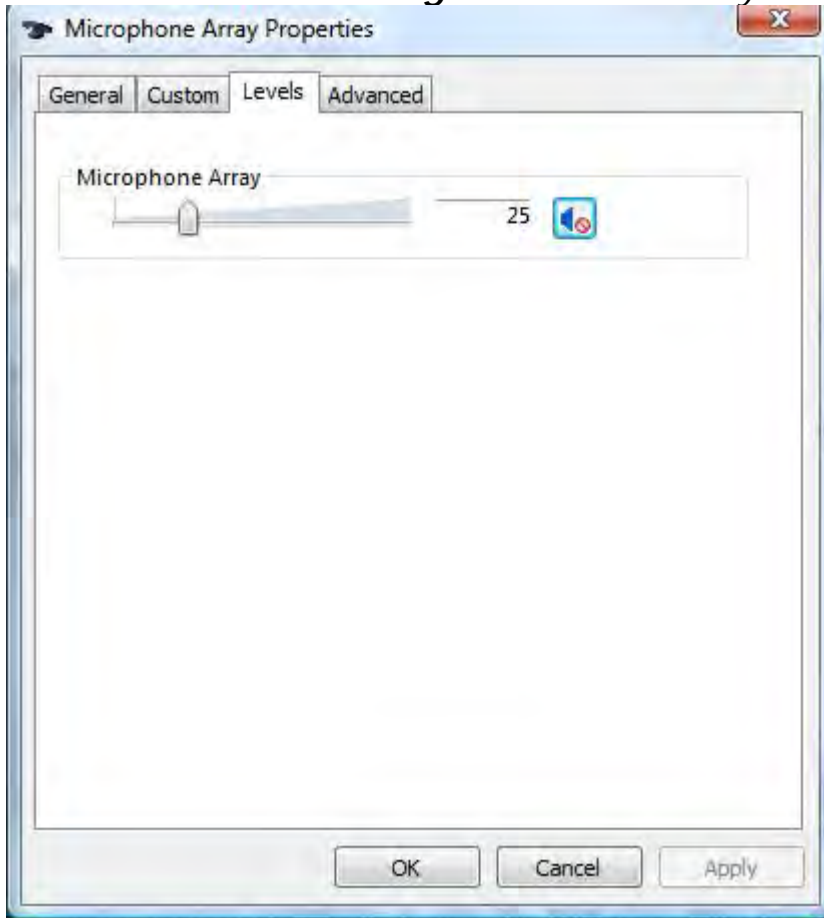 Microphone Array Properties
General Custom Levels Advanced
Microphone Array
25
OK Cancel Apply